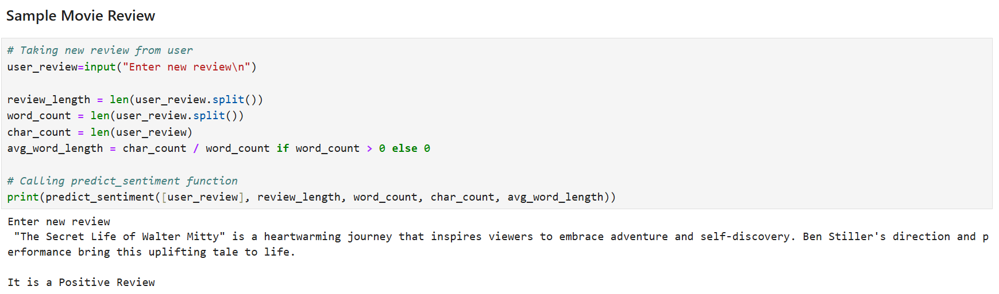 Sample Movie Review
# Taking new review from user
user_review=input("Enter new review\n")
review_length = len(user_review.split())
word_count = len(user_review.split())
char_count = len(user_review)
avg_word_length = char_count / word_count if word_count > 0 else 0
# Calling predict_sentiment function
print(predict_sentiment([user_review], review_length, word_count, char_count, avg_word_length))
Enter new review
"The Secret Life of Walter Mitty" is a heartwarming journey that inspires viewers to embrace adventure and self-discovery. Ben Stiller's direction and p
erformance bring this uplifting tale to life.
It is a Positive Review